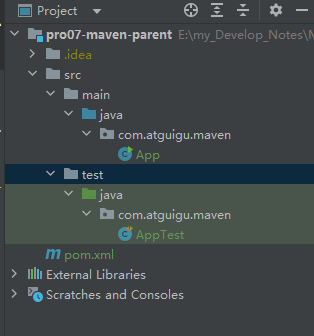 Project
pro07-maven-parent E:\my_Develop_Notes\M
.idea
src
main
java
com.atguigu.maven
App
test
java
com.atguigu.maven
AppTest
pom.xml
External Libraries
Scratches and Consoles